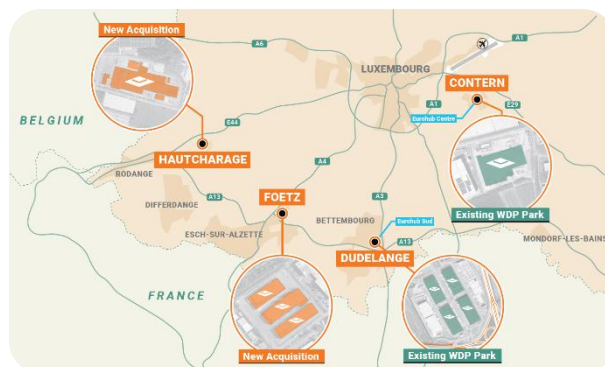 New Acquisition
A6
A1
LUXEMBOURG
CONTERN
BELGIUM
A1
Eurohub Centre
E29
E44
HAUTCHARAGE
A4
RODANGE
FOETZ
A3
Existing WDP Park
A13
DIFFERDANGE
BETTEMBOURG
Eurohub Sud
ESCH-SUR-ALZETTE
A13
MONDORF-LES-BAINS
DUDELANGE
FRANCE
New Acquisition
Existing WDP Park